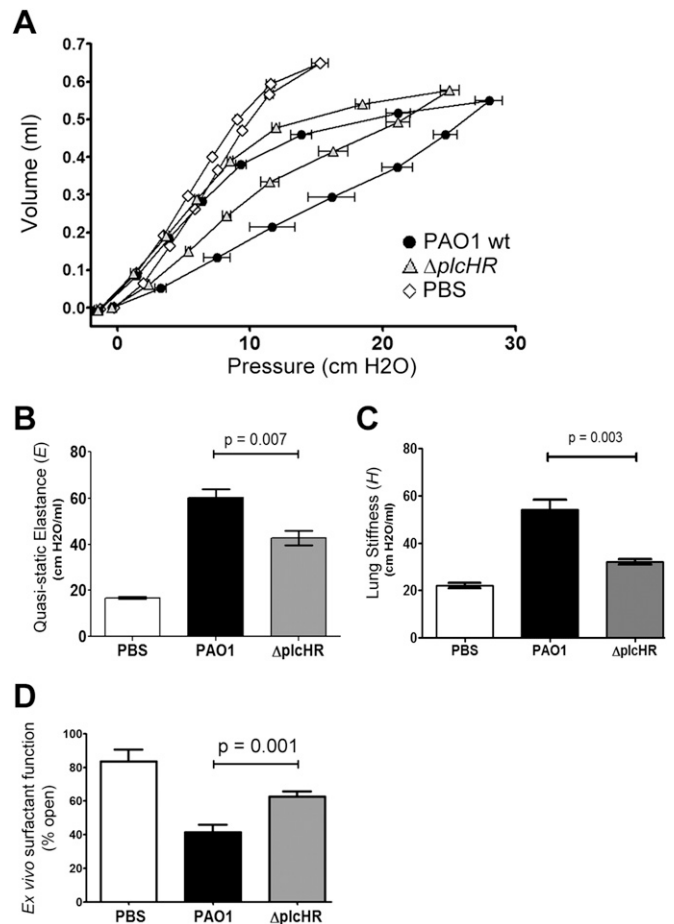 A
Volume (ml)
0.7
0.6
0.5
0.4
0.3
0.2
0.1
0.0
0
10
20
30
Pressure (cm H2O)
PAO1 wt
ΔplcHR
PBS
B
Quasi-static Elastance (E)
(cm H2O/ml)
80
60
40
20
0
p = 0.007
PBS
PAO1
ΔplcHR
C
Lung Stiffness (H)
(cm H2O/ml)
80
60
40
20
0
p = 0.003
PBS
PAO1
ΔplcHR
D
Ex vivo surfactant function
(% open)
100
80
60
40
20
0
p = 0.001
PBS
PAO1
ΔplcHR